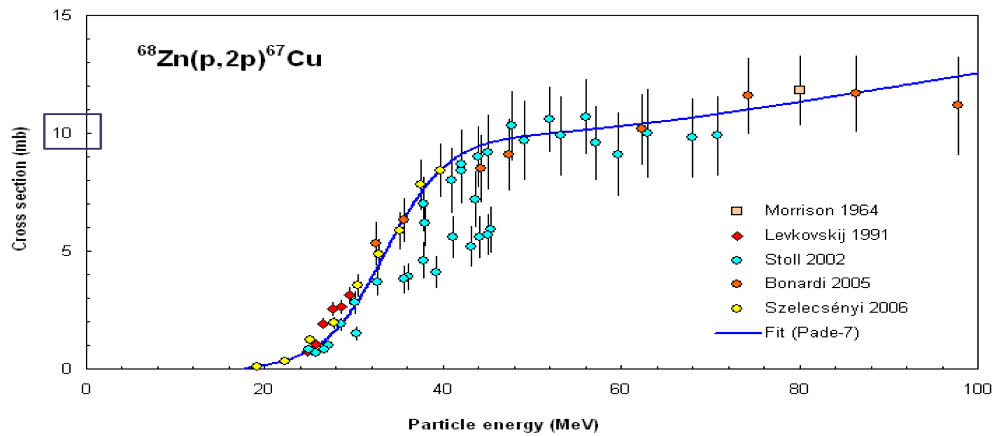 15
⁶⁸Zn(p,2p)⁶⁷Cu
10
Cross section (mb)
Morrison 1964
Levkovskij 1991
Stoll 2002
5
Bonardi 2005
Szelecsényi 2006
Fit (Pade-7)
0
0 20 40 60 80 100
Particle energy (MeV)